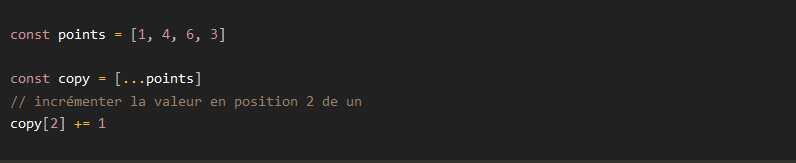 const points = [1, 4, 6, 3]
const copy = [...points]
// incrémenter la valeur en position 2 de un
copy[2] += 1